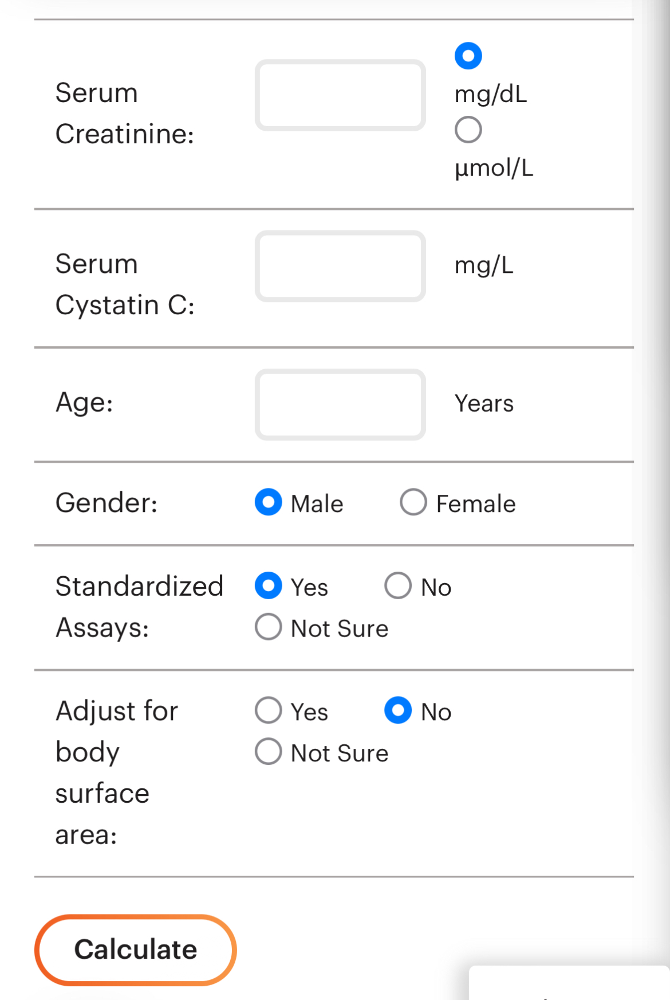 mg/dL
Serum
Creatinine:
µmol/L
Serum
Cystatin C:
mg/L
Age:
Years
Gender:
Male
Female
Standardized
Assays:
Yes
No
Not Sure
Adjust for
body
surface
area:
Yes
No
Not Sure
Calculate